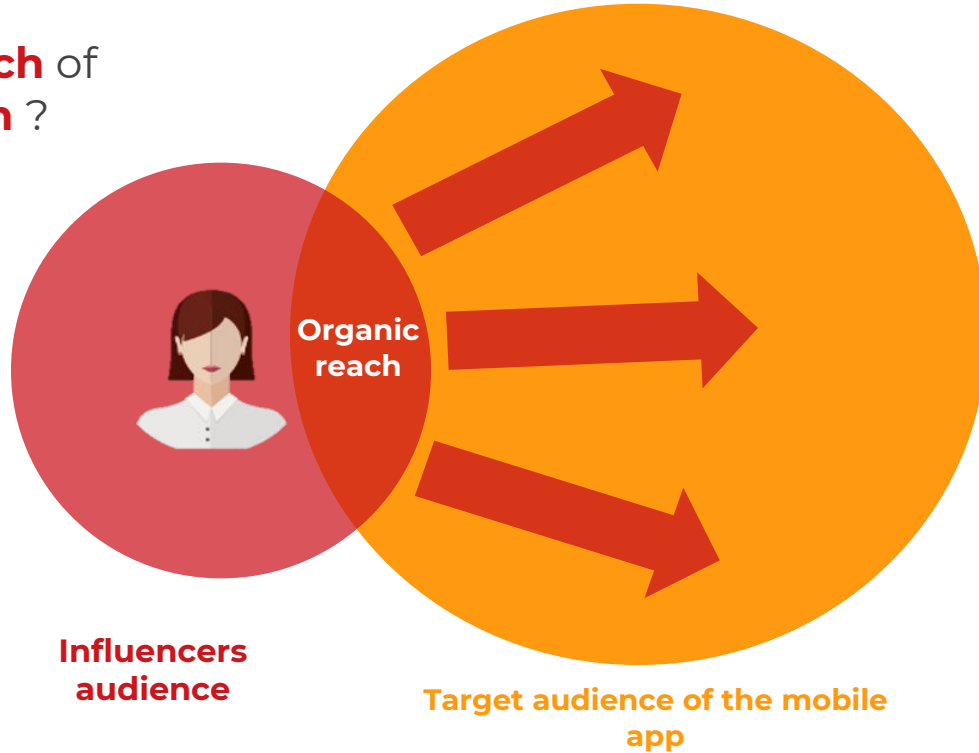 ch of
n ?
Organic
reach
Influencers
audience
Target audience of the mobile
app